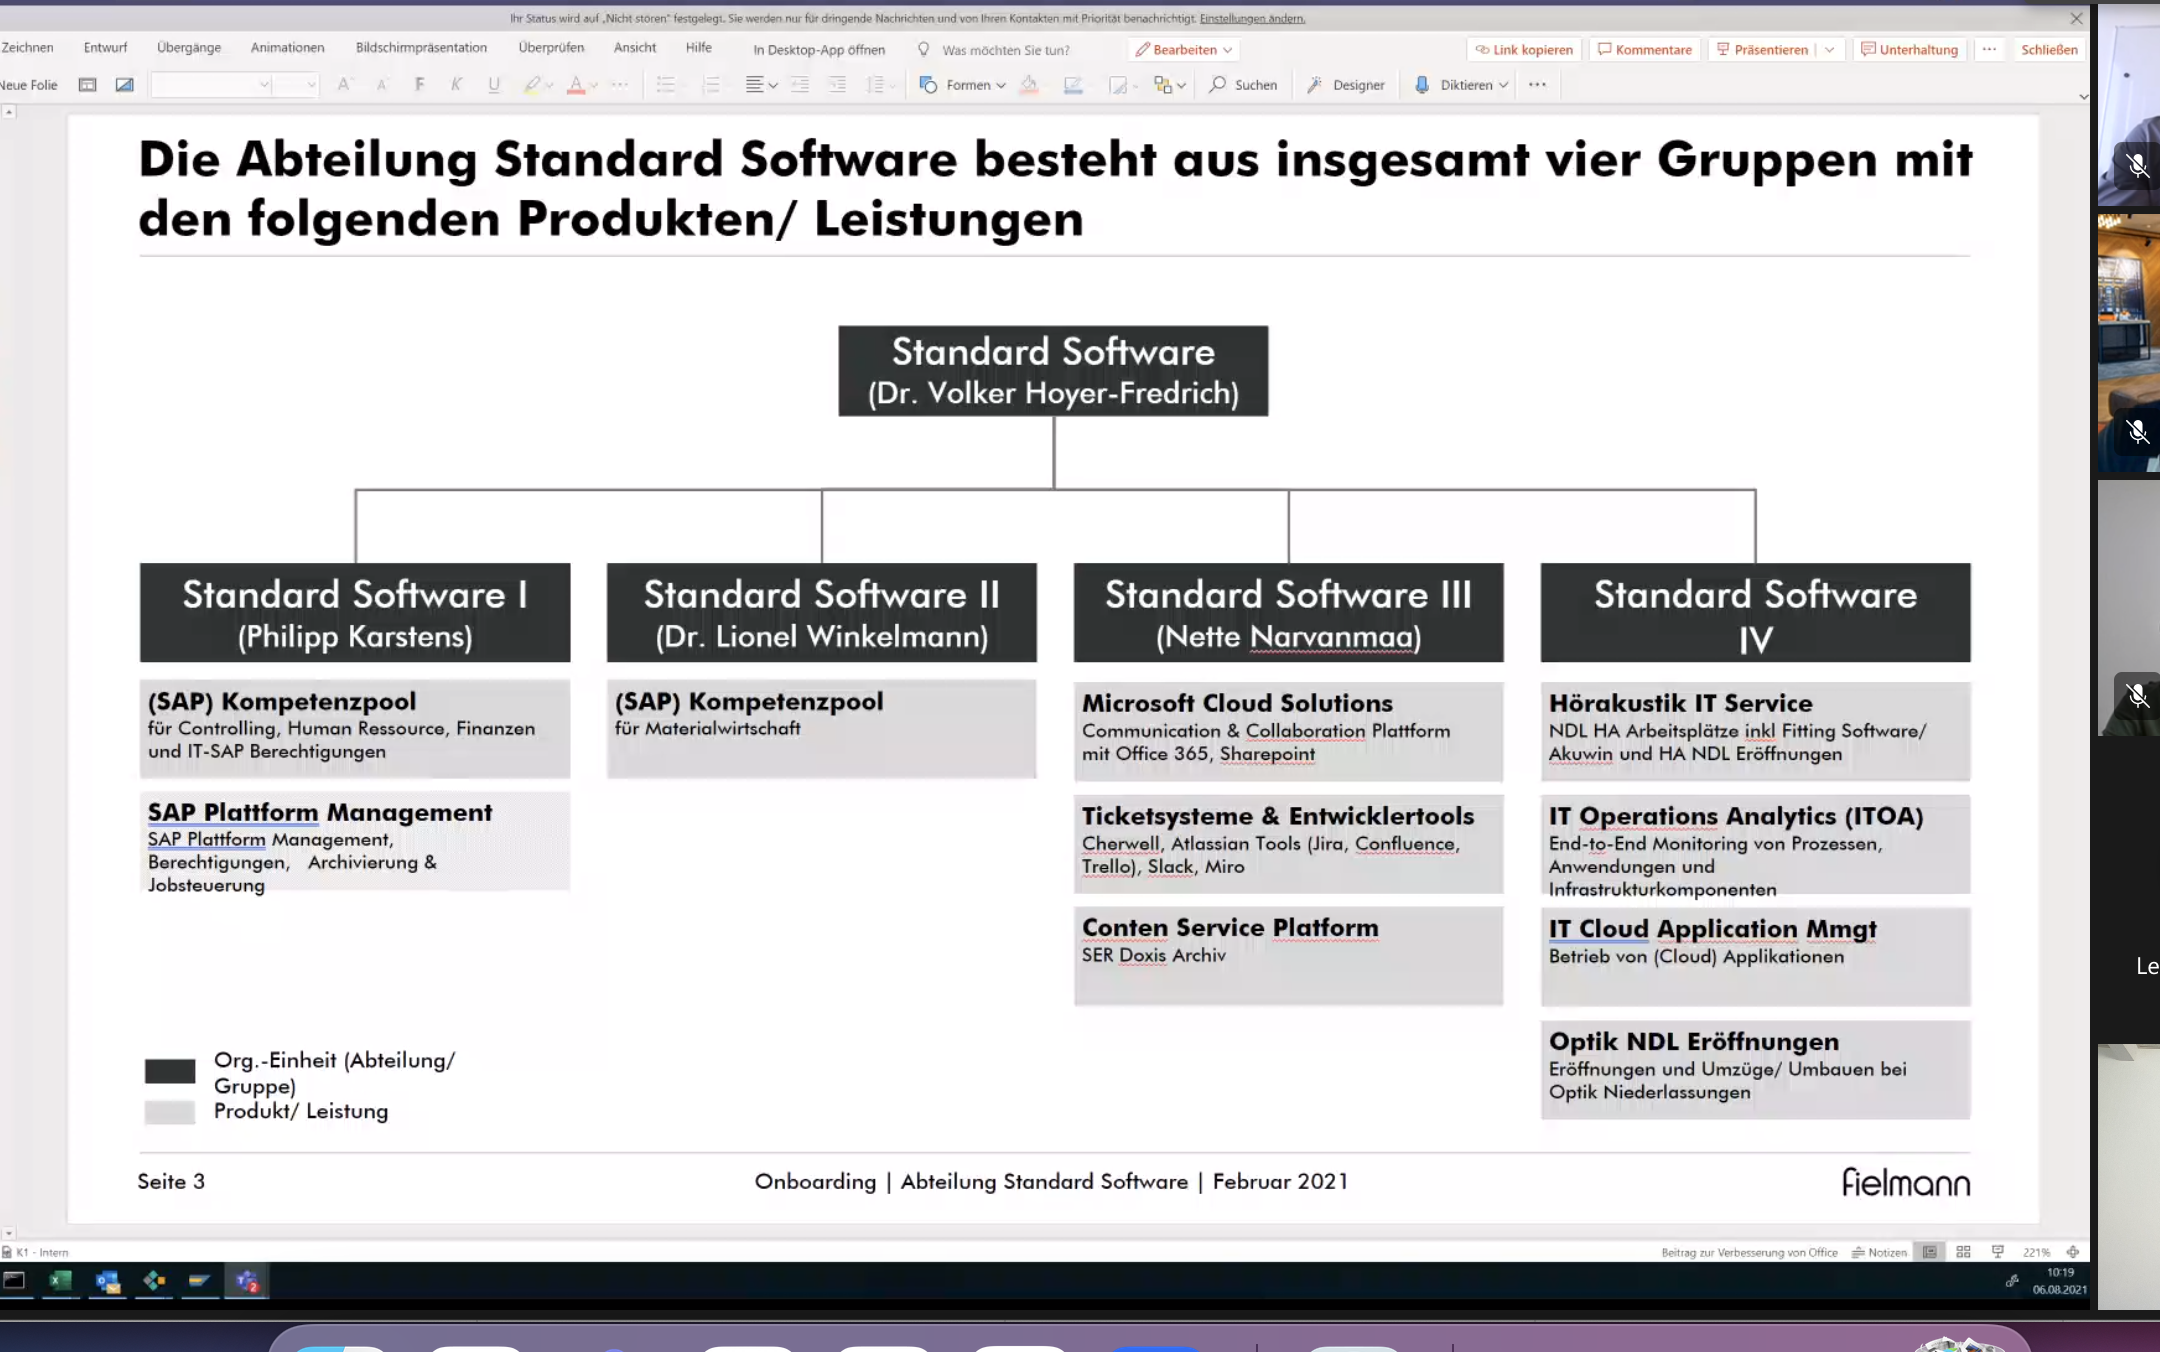 Ihr Status wird auf „Nicht stören" festgelegt. Sie werden nur für dringende Nachrichten und von Ihren Kontakten mit Priorität benachrichtigt. Einstellungen ändern.
Zeichnen Entwurf Übergänge Animationen Bildschirmpräsentation Überprüfen Ansicht Hilfe In Desktop-App öffnen Was möchten Sie tun? Bearbeiten Link kopieren Kommentare Präsentieren Unterhaltung Schließen
Neue Folie F K U Formen Suchen Designer Diktieren
Die Abteilung Standard Software besteht aus insgesamt vier Gruppen mit
den folgenden Produkten/ Leistungen
Standard Software
(Dr. Volker Hoyer-Fredrich)
Standard Software I
(Philipp Karstens)
(SAP) Kompetenzpool
für Controlling, Human Ressource, Finanzen
und IT-SAP Berechtigungen
SAP Plattform Management
SAP Plattform Management,
Berechtigungen, Archivierung &
Jobsteuerung
Standard Software II
(Dr. Lionel Winkelmann)
(SAP) Kompetenzpool
für Materialwirtschaft
Standard Software III
(Nette Narvanmaa)
Microsoft Cloud Solutions
Communication & Collaboration Plattform
mit Office 365, Sharepoint
Ticketsysteme & Entwicklertools
Cherwell, Atlassian Tools (Jira, Confluence,
Trello), Slack, Miro
Conten Service Platform
SER Doxis Archiv
Standard Software
IV
Hörakustik IT Service
NDL HA Arbeitsplätze inkl Fitting Software/
Akuwin und HA NDL Eröffnungen
IT Operations Analytics (ITOA)
End-to-End Monitoring von Prozessen,
Anwendungen und
Infrastrukturkomponenten
IT Cloud Application Mmgt
Betrieb von (Cloud) Applikationen
Optik NDL Eröffnungen
Eröffnungen und Umzüge/ Umbauen bei
Optik Niederlassungen
Org.-Einheit (Abteilung/
Gruppe)
Produkt/ Leistung
Seite 3 Onboarding | Abteilung Standard Software | Februar 2021 fielmann
K1 - Intern Beitrag zur Verbesserung von Office Notizen 221%
10:19
06.08.2021
Le